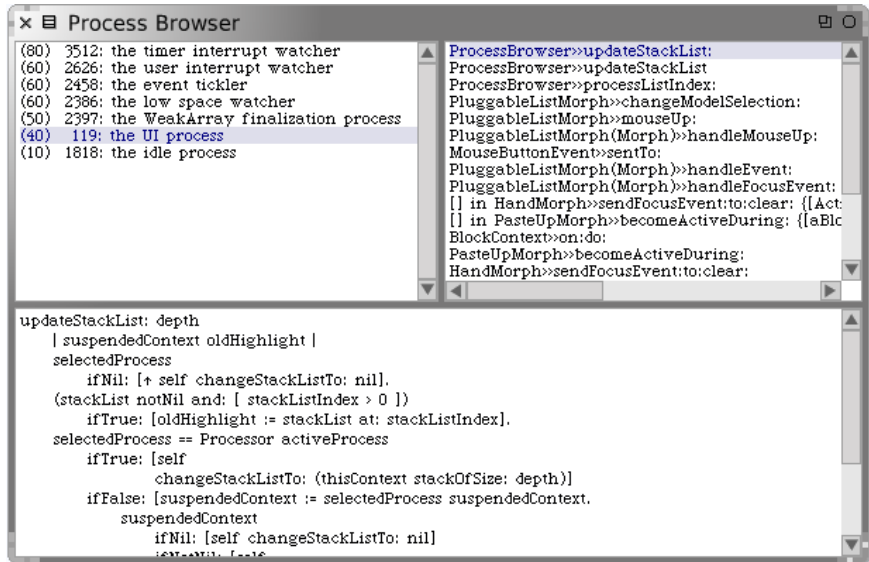 Process Browser
(80) 3512: the timer interrupt watcher
(60) 2626: the user interrupt watcher
(60) 2458: the event tickler
(60) 2386: the low space watcher
(50) 2397: the WeakArray finalization process
(40) 119: the UI process
(10) 1818: the idle process
ProcessBrowser»updateStackList:
ProcessBrowser»updateStackList
ProcessBrowser»processListIndex:
PluggableListMorph»changeModelSelection:
PluggableListMorph»mouseUp:
PluggableListMorph(Morph)»handleMouseUp:
MouseButtonEvent»sentTo:
PluggableListMorph(Morph)»handleEvent:
PluggableListMorph(Morph)»handleFocusEvent:
[] in HandMorph»sendFocusEvent:to:clear: {[Act
[] in PasteUpMorph»becomeActiveDuring: {[aBlo
BlockContext»on:do:
PasteUpMorph»becomeActiveDuring:
HandMorph»sendFocusEvent:to:clear:
updateStackList: depth
| suspendedContext oldHighlight |
selectedProcess
ifNil: [↑ self changeStackListTo: nil].
(stackList notNil and: [ stackListIndex > 0 ])
ifTrue: [oldHighlight := stackList at: stackListIndex].
selectedProcess == Processor activeProcess
ifTrue: [self
changeStackListTo: (thisContext stackOfSize: depth)]
ifFalse: [suspendedContext := selectedProcess suspendedContext.
suspendedContext
ifNil: [self changeStackListTo: nil]
ifNotNil: [self